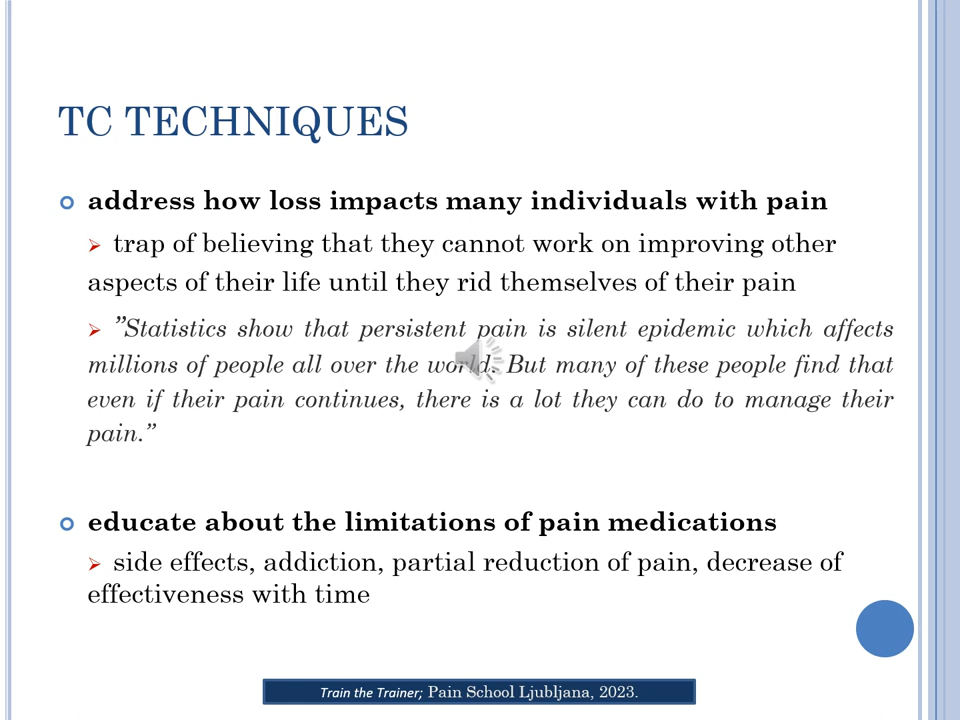 TC TECHNIQUES
address how loss impacts many individuals with pain
trap of believing that they cannot work on improving other
aspects of their life until they rid themselves of their pain
”Statistics show that persistent pain is silent epidemic which affects
millions of people all over the world. But many of these people find that
even if their pain continues, there is a lot they can do to manage their
pain.”
educate about the limitations of pain medications
side effects, addiction, partial reduction of pain, decrease of
effectiveness with time
Train the Trainer; Pain School Ljubljana, 2023.